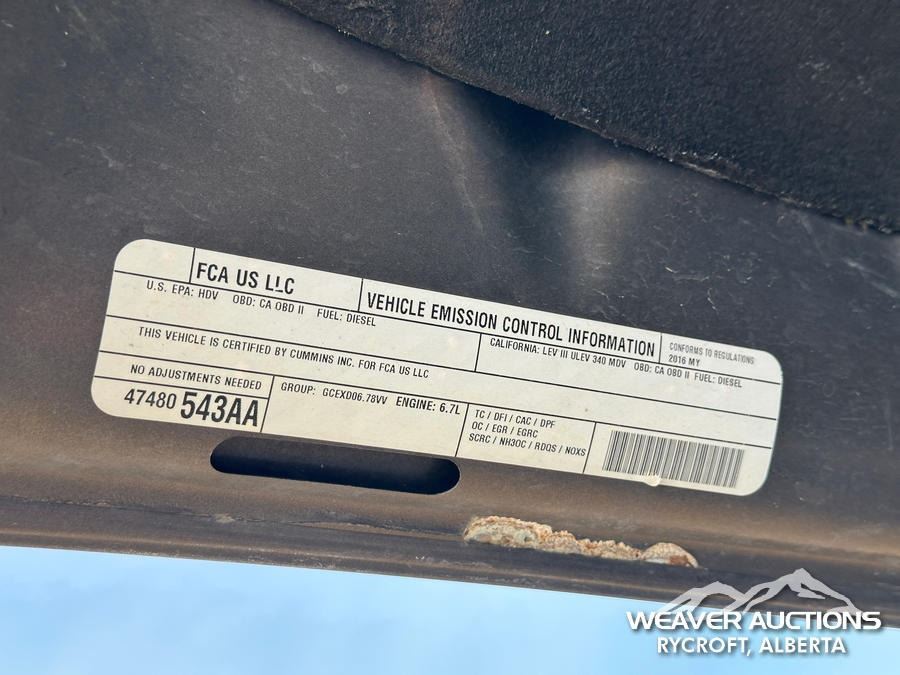 FCA US LLC
VEHICLE EMISSION CONTROL INFORMATION
CONFORMS TO REGULATIONS:
2016 MY
U.S. EPA: HDV OBD: CA OBD II FUEL: DIESEL
CALIFORNIA: LEV III ULEV 340 MDV OBD: CA OBD II FUEL: DIESEL
THIS VEHICLE IS CERTIFIED BY CUMMINS INC. FOR FCA US LLC
NO ADJUSTMENTS NEEDED
47480 543AA
GROUP: GCEXD06.78VV ENGINE: 6.7L
TC / DFI / CAC / DPF
OC / EGR / EGRC
SCRC / NH3OC / RDQS / NOXS
WEAVER AUCTIONS
RYCROFT, ALBERTA